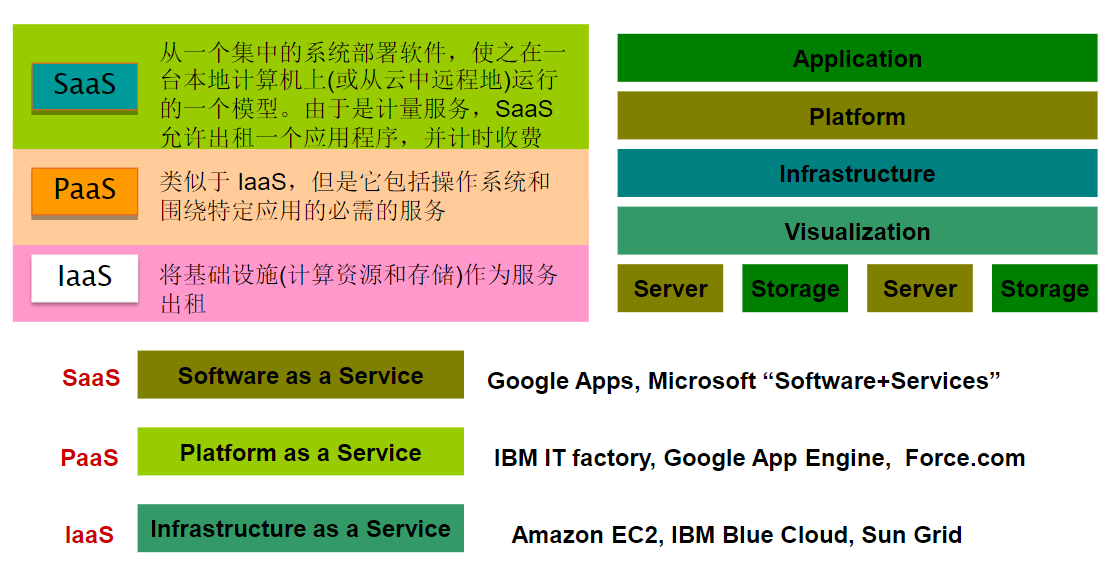 SaaS
从一个集中的系统部署软件，使之在一
台本地计算机上(或从云中远程地)运行
的一个模型。由于是计量服务，SaaS
允许出租一个应用程序，并计时收费
PaaS
类似于 IaaS，但是它包括操作系统和
围绕特定应用的必需的服务
IaaS
将基础设施(计算资源和存储)作为服务
出租
Application
Platform
Infrastructure
Visualization
Server Storage Server Storage
SaaS Software as a Service Google Apps, Microsoft “Software+Services”
PaaS Platform as a Service IBM IT factory, Google App Engine, Force.com
IaaS Infrastructure as a Service Amazon EC2, IBM Blue Cloud, Sun Grid